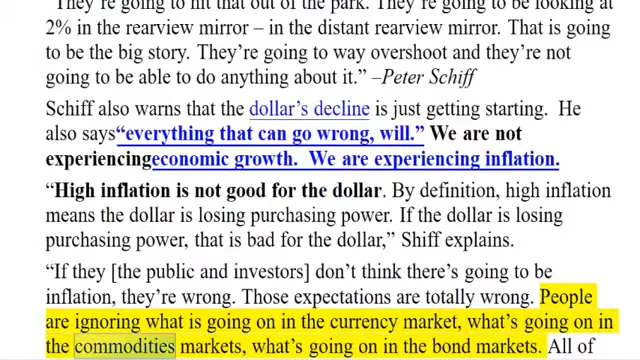 "They're going to hit that out of the park. They're going to be looking at
2% in the rearview mirror – in the distant rearview mirror. That is going
to be the big story. They're going to way overshoot and they're not
going to be able to do anything about it." –Peter Schiff
Schiff also warns that the dollar's decline is just getting starting.  He
also says "everything that can go wrong, will." We are not
experiencing economic growth.  We are experiencing inflation.
"High inflation is not good for the dollar. By definition, high inflation
means the dollar is losing purchasing power. If the dollar is losing
purchasing power, that is bad for the dollar," Shiff explains.
"If they [the public and investors] don't think there's going to be
inflation, they're wrong. Those expectations are totally wrong. People
are ignoring what is going on in the currency market, what's going on in
the commodities markets, what's going on in the bond markets. All of